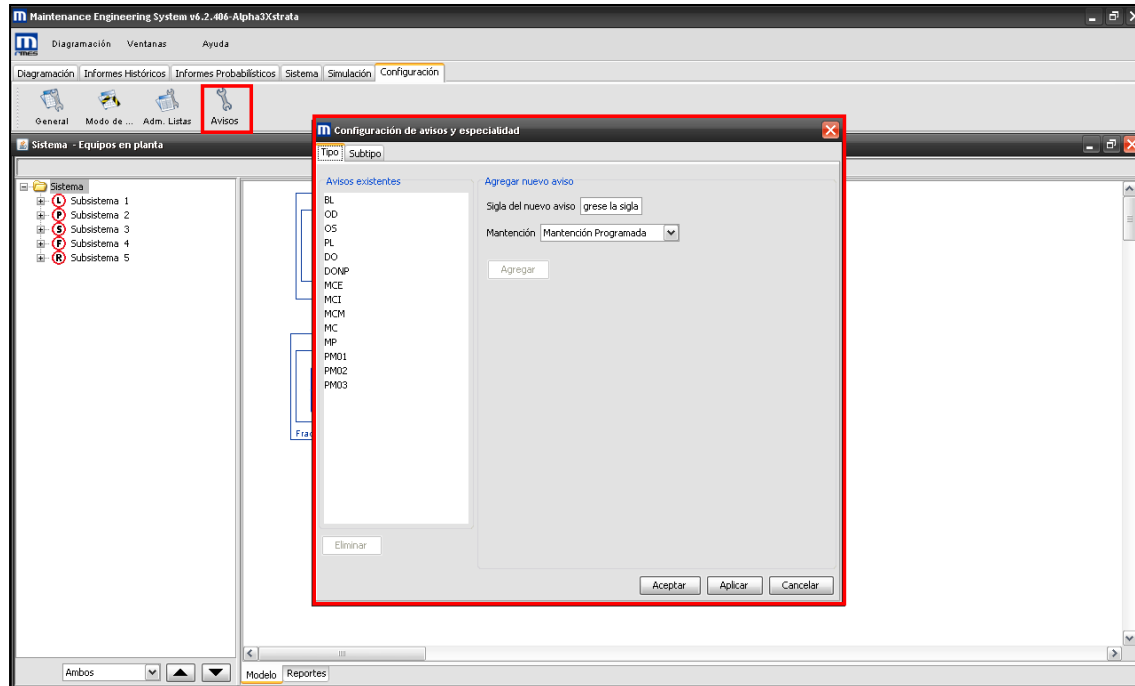 Maintenance Engineering System v6.2.406-Alpha3Xstrata
Diagramación Ventanas Ayuda
Diagramación Informes Históricos Informes Probabilísticos Sistema Simulación Configuración
General Modo de ... Adm. Listas Avisos
Sistema - Equipos en planta
Sistema
L Subsistema 1
P Subsistema 2
S Subsistema 3
F Subsistema 4
R Subsistema 5
Configuración de avisos y especialidad
Tipo Subtipo
Avisos existentes
BL
OD
OS
PL
DO
DONP
MCE
MCI
MCM
MC
MP
PM01
PM02
PM03
Eliminar
Agregar nuevo aviso
Sigla del nuevo aviso grese la sigla
Mantención Mantención Programada
Agregar
Aceptar Aplicar Cancelar
Frac
Ambos
Modelo Reportes